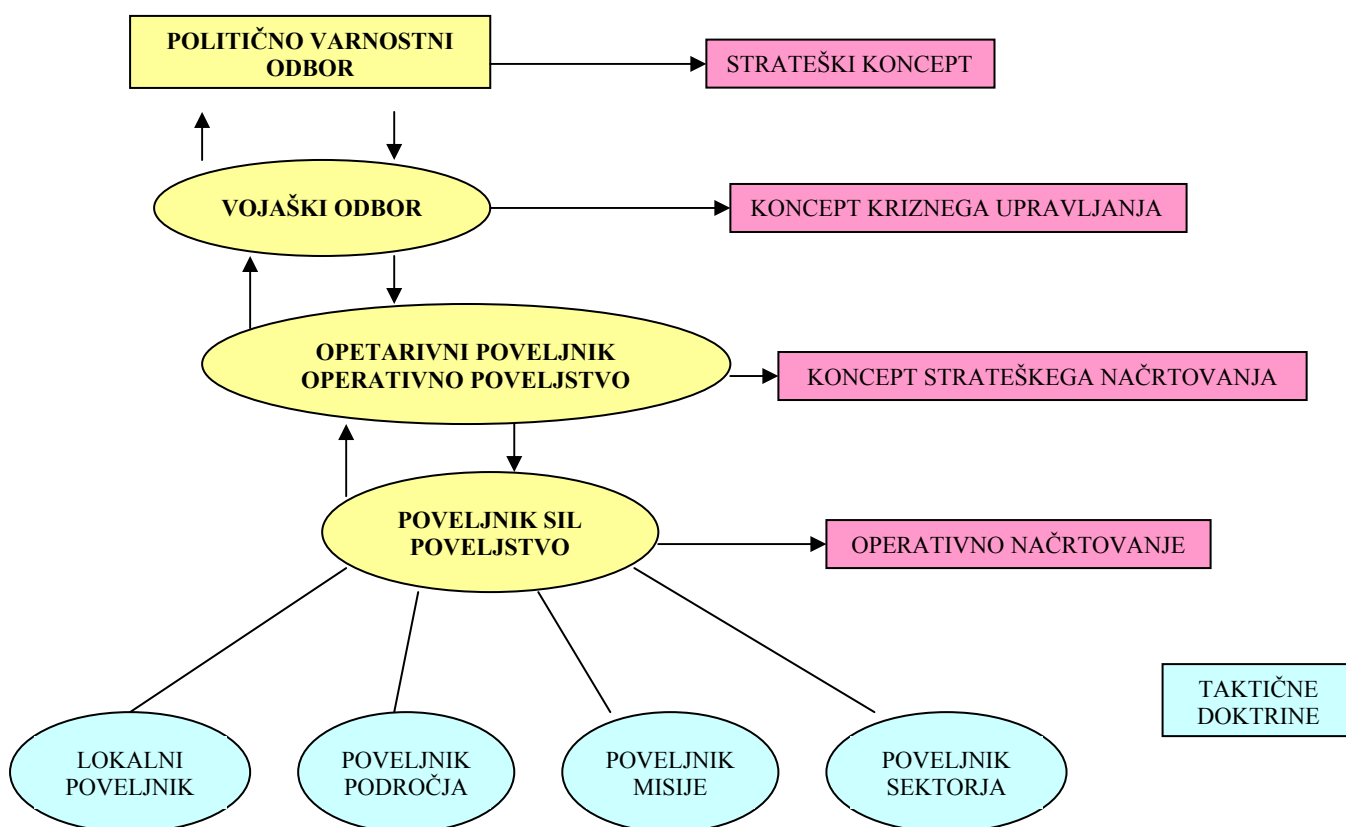 POLITIČNO VARNOSTNI
ODBOR
STRATEŠKI KONCEPT
VOJAŠKI ODBOR
KONCEPT KRIZNEGA UPRAVLJANJA
OPETARIVNI POVELJNIK
OPERATIVNO POVELJSTVO
KONCEPT STRATEŠKEGA NAČRTOVANJA
POVELJNIK SIL
POVELJSTVO
OPERATIVNO NAČRTOVANJE
TAKTIČNE
DOKTRINE
LOKALNI
POVELJNIK
POVELJNIK
PODROČJA
POVELJNIK
MISIJE
POVELJNIK
SEKTORJA